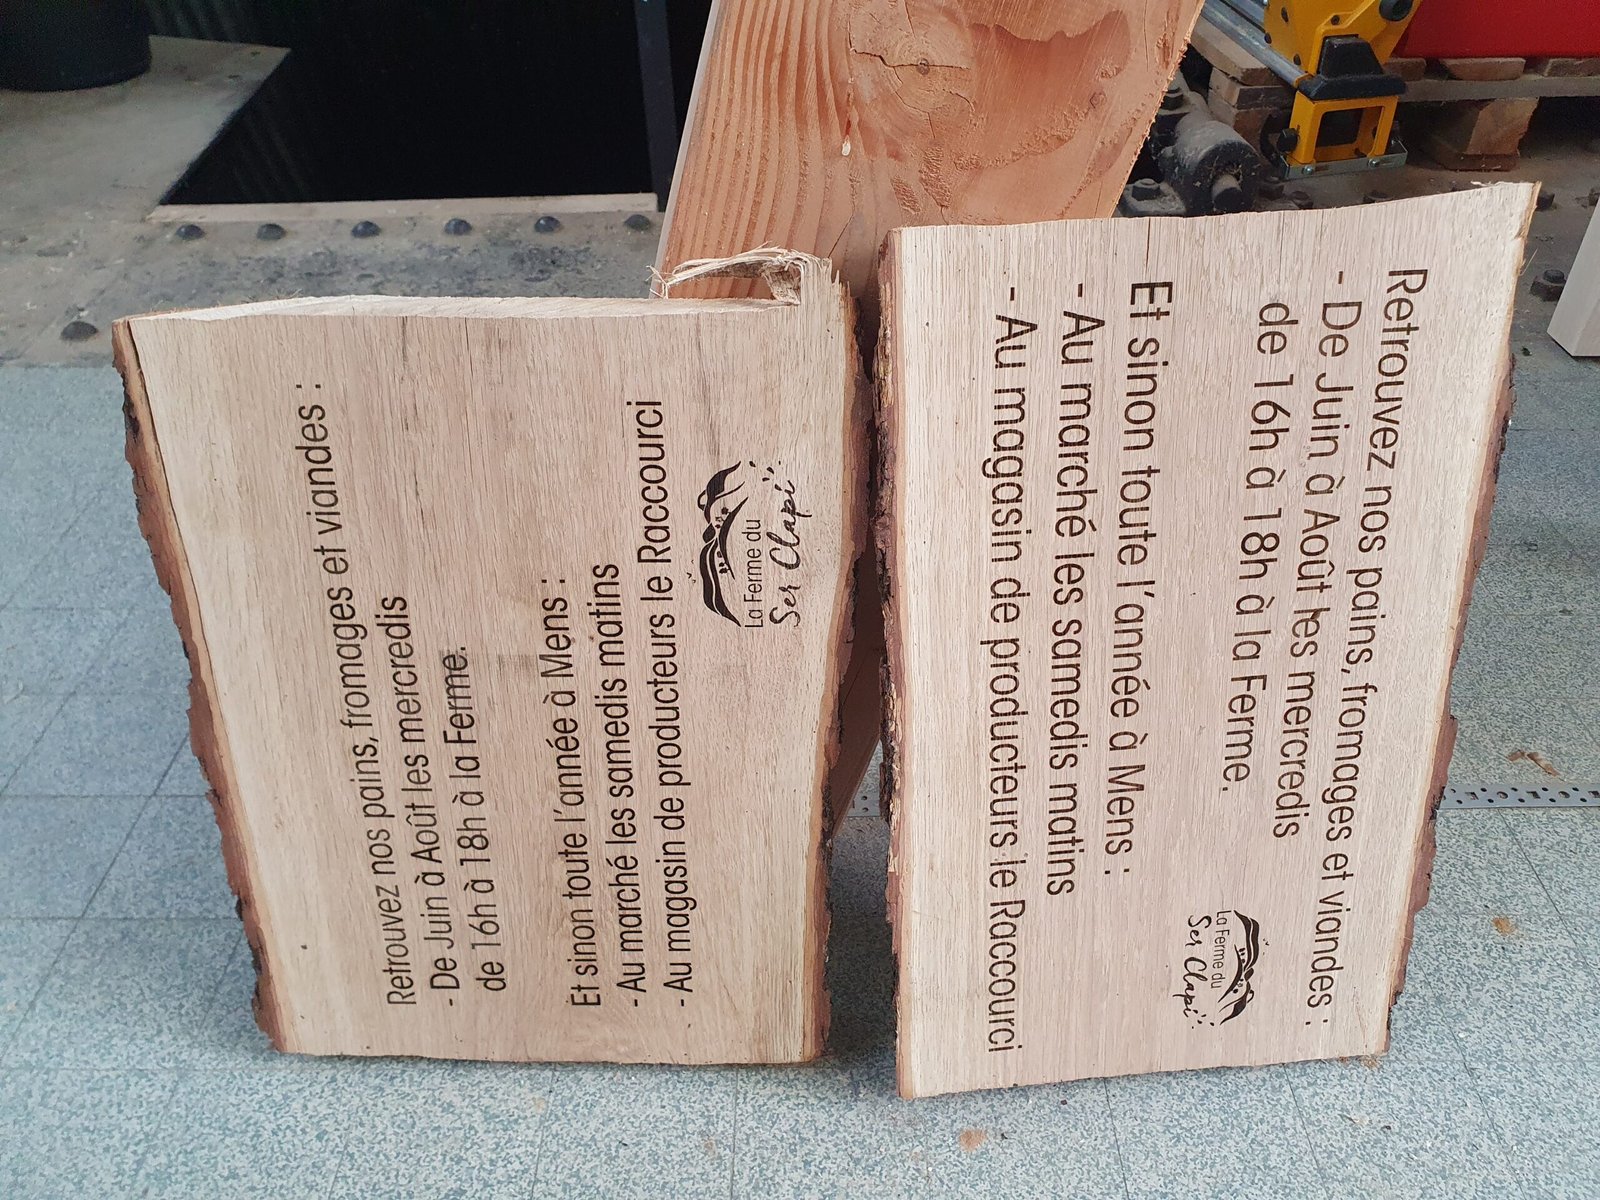 Retrouvez nos pains, fromages et viandes :
- De Juin à Août les mercredis
de 16h à 18h à la Ferme.
Et sinon toute l'année à Mens :
- Au marché les samedis matins
- Au magasin de producteurs le Raccourci
La Ferme du
Ser Clapi
Retrouvez nos pains, fromages et viandes :
- De Juin à Août les mercredis
de 16h à 18h à la Ferme.
Et sinon toute l'année à Mens :
- Au marché les samedis matins
- Au magasin de producteurs le Raccourci
La Ferme du
Ser Clapi